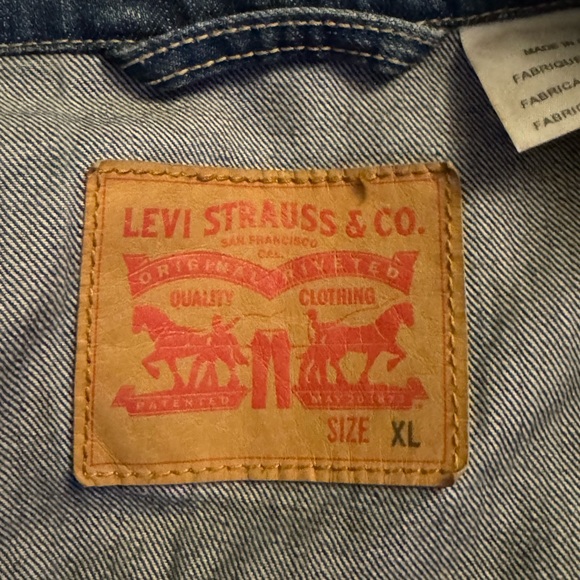 MADE IN
FABRIQUE
FABRICA
FABRI
LEVI STRAUSS & CO.
SAN FRANCISCO
CAL.
ORIGINAL RIVETED
QUALITY CLOTHING
PATENTED MAY 20 1873
SIZE XL